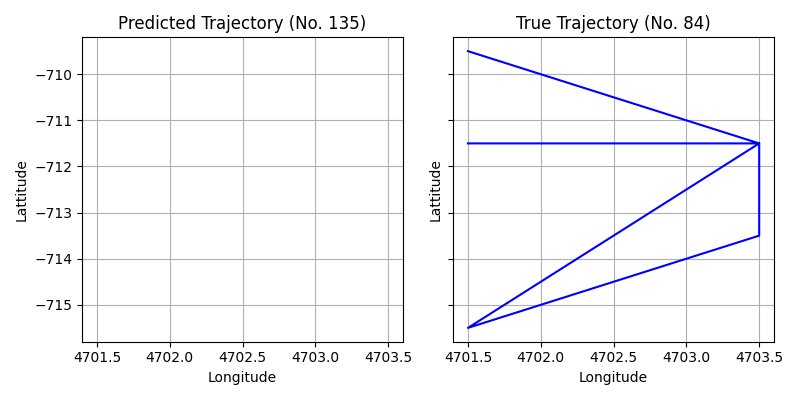 Predicted Trajectory (No. 135)
True Trajectory (No. 84)
Lattitude
−710
−711
−712
−713
−714
−715
4701.5 4702.0 4702.5 4703.0 4703.5
Longitude
Lattitude
4701.5 4702.0 4702.5 4703.0 4703.5
Longitude